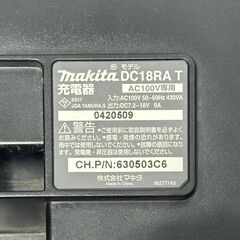 モデル
makita DC18RA T
充電器 AC100V専用
入力:AC100V 50-60Hz 430VA
JQA TAMURA.S 出力:DC7.2-18V 9A
0420509
警告
CH.P/N:630503C6
株式会社マキタ
Made in China